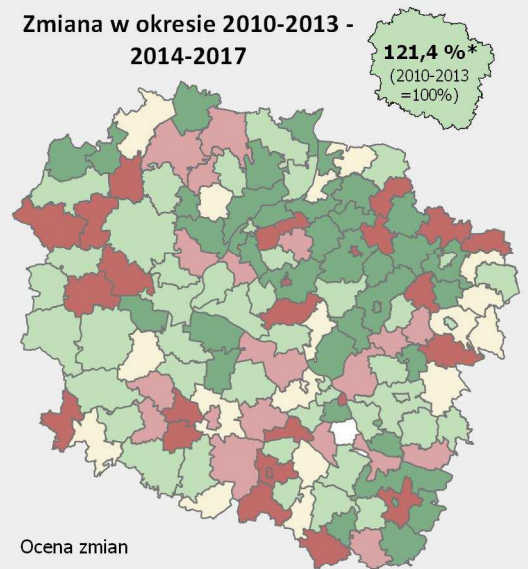 Zmiana w okresie 2010-2013 -
2014-2017
121,4 %*
(2010-2013
=100%)
Ocena zmian